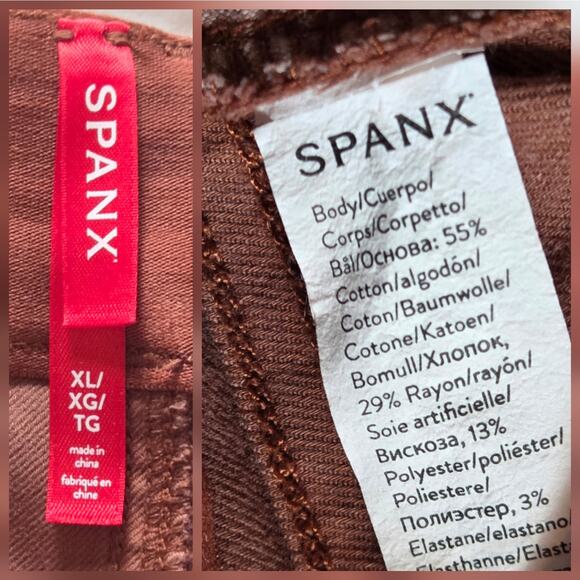 SPANX
XL/
XG/
TG
made in
china
fabriqué en
chine
SPANX
Body/Cuerpo/
Corps/Corpetto/
Bål/Основа: 55%
Cotton/algodón/
Coton/Baumwolle/
Cotone/Katoen/
Bomull/Хлопок,
29% Rayon/rayón/
Soie artificielle/
Вискоза, 13%
Polyester/poliéster/
Poliestere/
Полиэстер, 3%
Elastane/elastano/
Elasthanne/Elasta